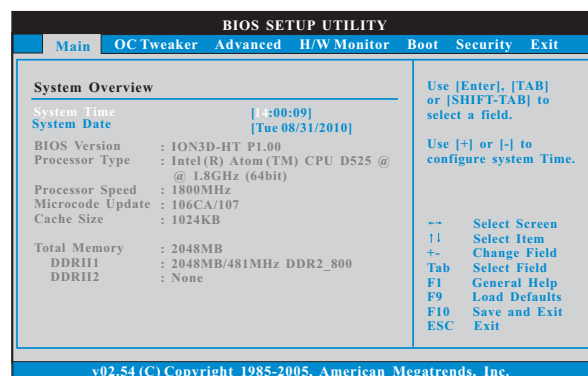 BIOS SETUP UTILITY
Main OC Tweaker Advanced H/W Monitor Boot Security Exit
System Overview
System Time [14:00:09]
System Date [Tue 08/31/2010]
BIOS Version : ION3D-HT P1.00
Processor Type : Intel (R) Atom (TM) CPU D525 @
@ 1.8GHz (64bit)
Processor Speed : 1800MHz
Microcode Update : 106CA/107
Cache Size : 1024KB
Total Memory : 2048MB
DDRII1 : 2048MB/481MHz DDR2_800
DDRII2 : None
Use [Enter], [TAB]
or [SHIFT-TAB] to
select a field.
Use [+] or [-] to
configure system Time.
←→ Select Screen
↑↓ Select Item
+- Change Field
Tab Select Field
F1 General Help
F9 Load Defaults
F10 Save and Exit
ESC Exit
v02.54 (C) Copyright 1985-2005, American Megatrends, Inc.